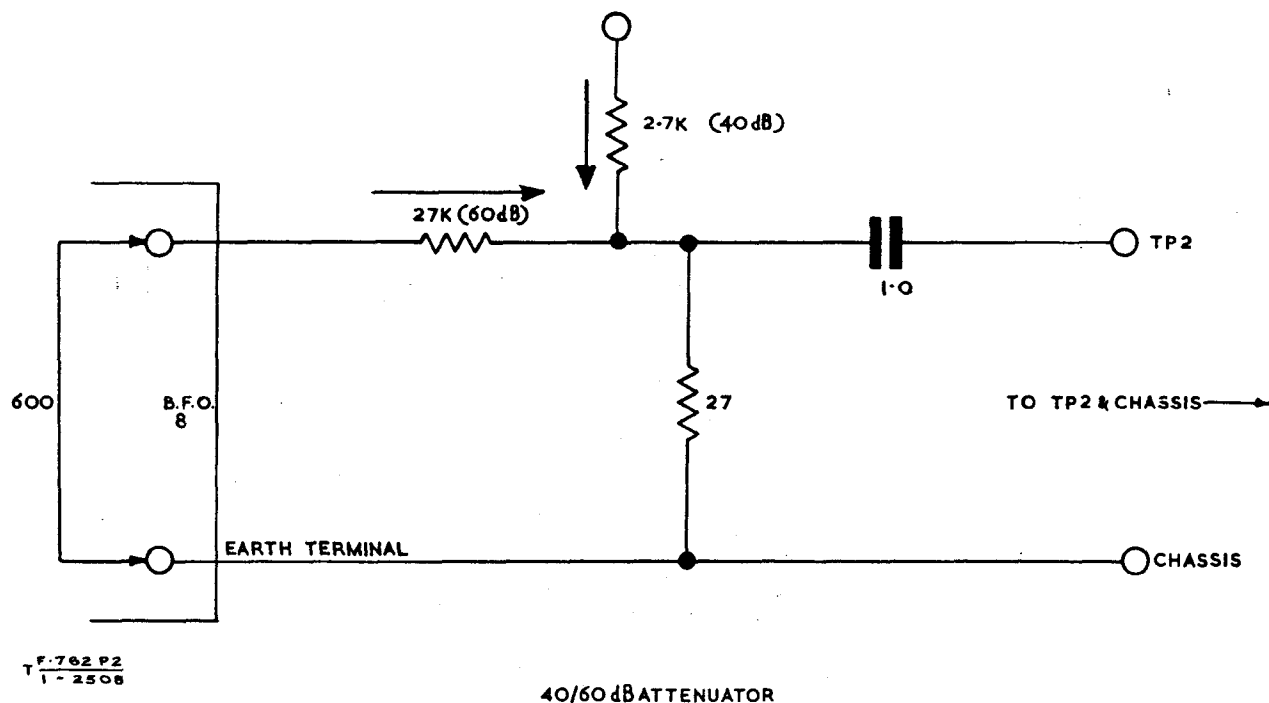 2.7K (40dB)
27K(60dB)
TP2
1.0
600
B.F.O.
8
27
TO TP2 & CHASSIS
EARTH TERMINAL
CHASSIS
T F.762 P2
1 - 2508
40/60 dB ATTENUATOR